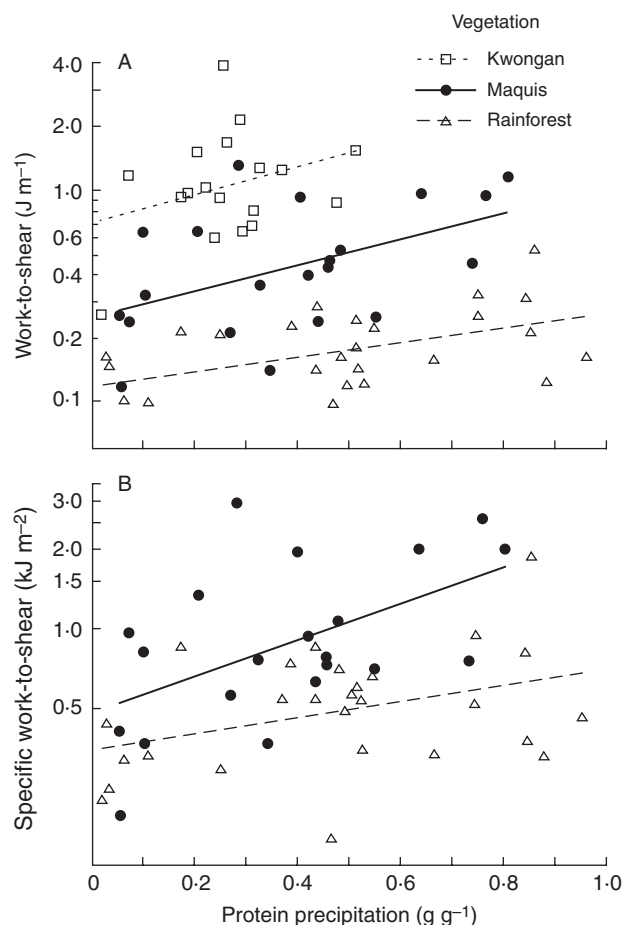 Vegetation
Kwongan
Maquis
Rainforest
A
4·0
2·0
1·0
0·6
0·4
0·2
0·1
Work-to-shear (J m–1)
B
3·0
2·0
1·5
1·0
0·5
Specific work-to-shear (kJ m–2)
0 0·2 0·4 0·6 0·8 1·0
Protein precipitation (g g–1)